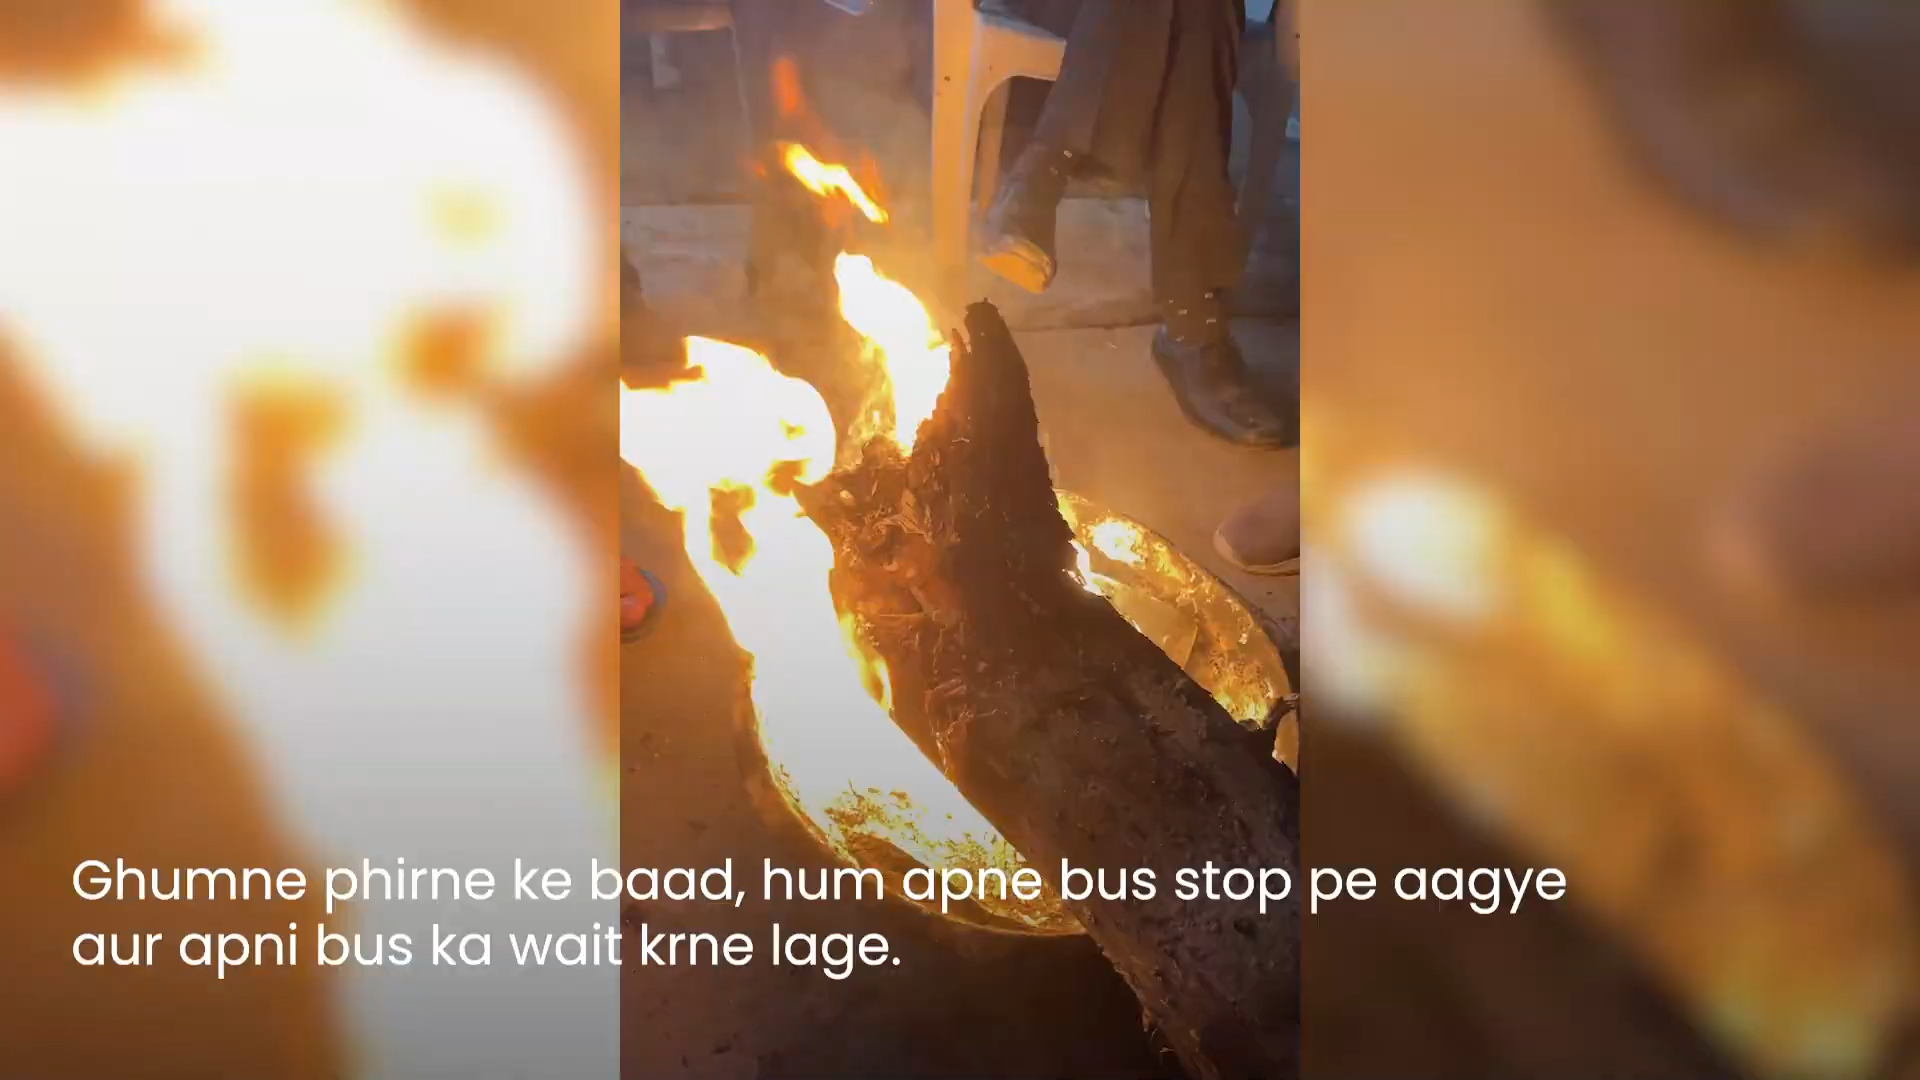 Ghumne phirne ke baad, hum apne bus stop pe aagye
aur apni bus ka wait krne lage.